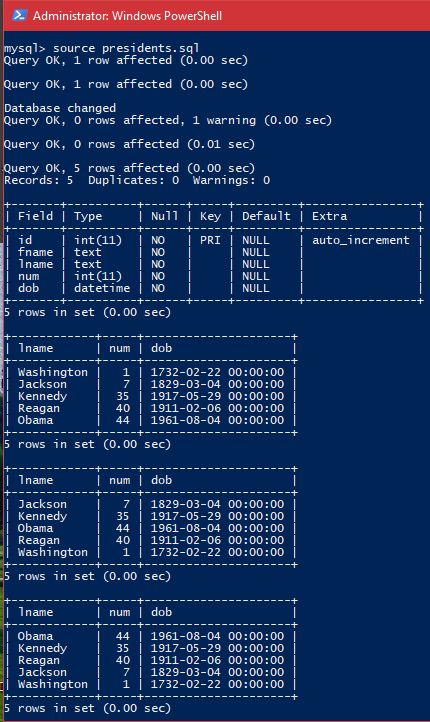 Administrator: Windows PowerShell
mysql> source presidents.sql
Query OK, 1 row affected (0.00 sec)
Query OK, 1 row affected (0.00 sec)
Database changed
Query OK, 0 rows affected, 1 warning (0.00 sec)
Query OK, 0 rows affected (0.01 sec)
Query OK, 5 rows affected (0.00 sec)
Records: 5  Duplicates: 0  Warnings: 0
+-------+----------+------+-----+---------+----------------+
| Field | Type     | Null | Key | Default | Extra          |
+-------+----------+------+-----+---------+----------------+
| id    | int(11)  | NO   | PRI | NULL    | auto_increment |
| fname | text     | NO   |     | NULL    |                |
| lname | text     | NO   |     | NULL    |                |
| num   | int(11)  | NO   |     | NULL    |                |
| dob   | datetime | NO   |     | NULL    |                |
+-------+----------+------+-----+---------+----------------+
5 rows in set (0.00 sec)
+------------+-----+---------------------+
| lname      | num | dob                 |
+------------+-----+---------------------+
| Washington |   1 | 1732-02-22 00:00:00 |
| Jackson    |   7 | 1829-03-04 00:00:00 |
| Kennedy    |  35 | 1917-05-29 00:00:00 |
| Reagan     |  40 | 1911-02-06 00:00:00 |
| Obama      |  44 | 1961-08-04 00:00:00 |
+------------+-----+---------------------+
5 rows in set (0.00 sec)
+------------+-----+---------------------+
| lname      | num | dob                 |
+------------+-----+---------------------+
| Jackson    |   7 | 1829-03-04 00:00:00 |
| Kennedy    |  35 | 1917-05-29 00:00:00 |
| Obama      |  44 | 1961-08-04 00:00:00 |
| Reagan     |  40 | 1911-02-06 00:00:00 |
| Washington |   1 | 1732-02-22 00:00:00 |
+------------+-----+---------------------+
5 rows in set (0.00 sec)
+------------+-----+---------------------+
| lname      | num | dob                 |
+------------+-----+---------------------+
| Obama      |  44 | 1961-08-04 00:00:00 |
| Kennedy    |  35 | 1917-05-29 00:00:00 |
| Reagan     |  40 | 1911-02-06 00:00:00 |
| Jackson    |   7 | 1829-03-04 00:00:00 |
| Washington |   1 | 1732-02-22 00:00:00 |
+------------+-----+---------------------+
5 rows in set (0.00 sec)